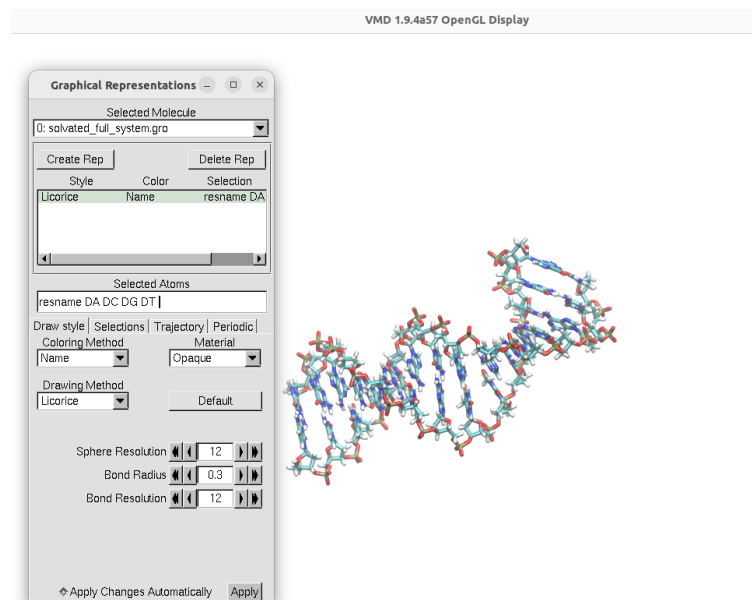 VMD 1.9.4a57 OpenGL Display
Graphical Representations
Selected Molecule
0: solvated_full_system.gro
Create Rep Delete Rep
Style Color Selection
Licorice Name resname DA
Selected Atoms
resname DA DC DG DT
Draw style Selections Trajectory Periodic
Coloring Method Material
Name Opaque
Drawing Method
Licorice Default
Sphere Resolution 12
Bond Radius 0.3
Bond Resolution 12
Apply Changes Automatically Apply